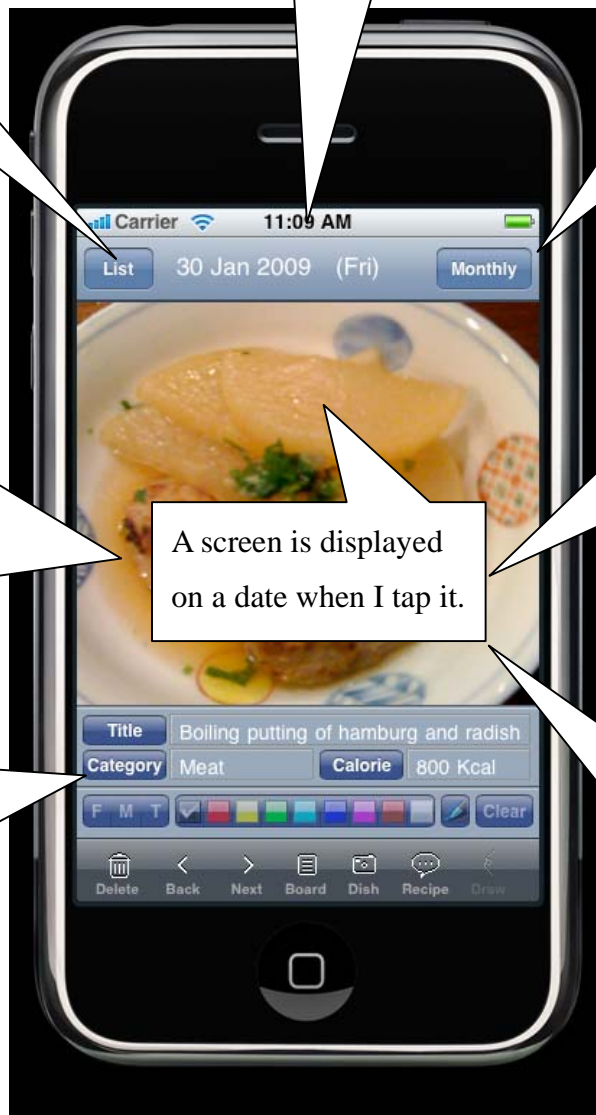 Carrier 11:09 AM
List 30 Jan 2009 (Fri) Monthly
A screen is displayed
on a date when I tap it.
Title Boiling putting of hamburg and radish
Category Meat Calorie 800 Kcal
F M T Clear
Delete Back Next Board Dish Recipe Draw